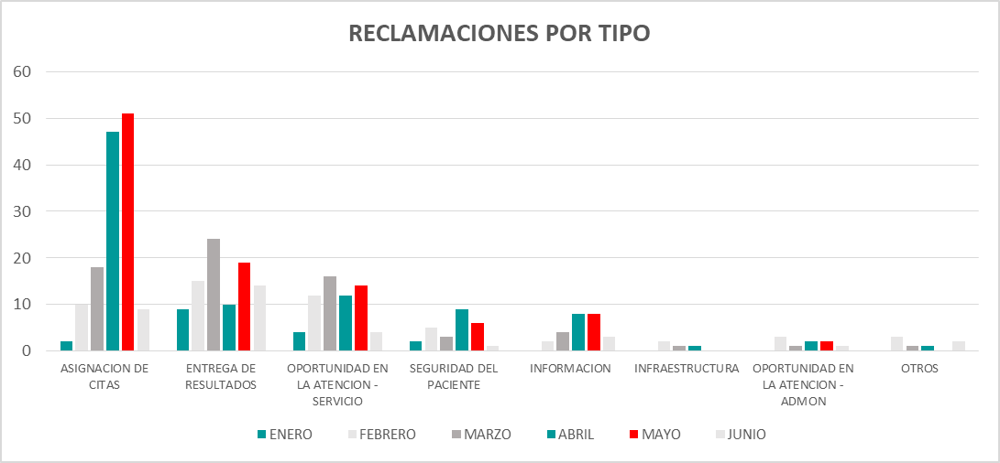 RECLAMACIONES POR TIPO
60
50
40
30
20
10
0
ASIGNACION DE
CITAS
ENTREGA DE
RESULTADOS
OPORTUNIDAD EN
LA ATENCION -
SERVICIO
SEGURIDAD DEL
PACIENTE
INFORMACION
INFRAESTRUCTURA
OPORTUNIDAD EN
LA ATENCION -
ADMON
OTROS
ENERO FEBRERO MARZO ABRIL MAYO JUNIO